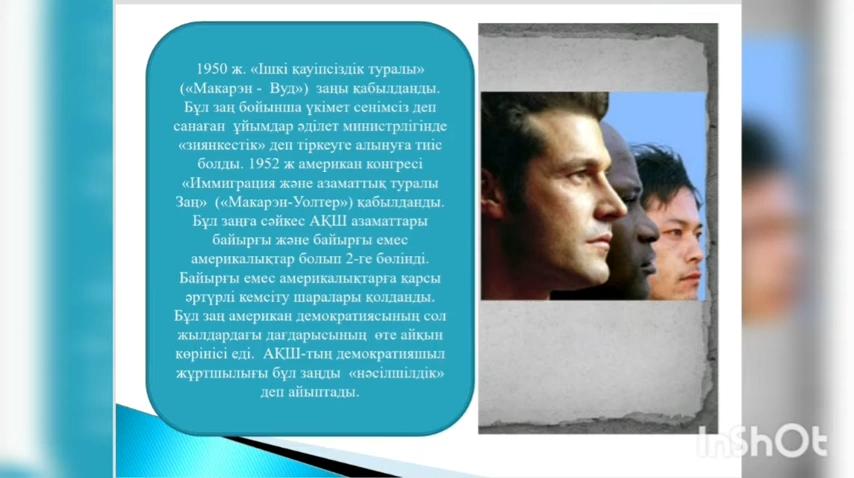 1950 ж. «Ішкі қауіпсіздік туралы»
(«Макарэн - Вуд») заңы қабылданды.
Бұл заң бойынша үкімет сенімсіз деп
санаған ұйымдар әділет министрлігінде
«зиянкестік» деп тіркеуге алынуға тиіс
болды. 1952 ж американ конгресі
«Иммиграция және азаматтық туралы
Заң» («Макарэн-Уолтер») қабылданды.
Бұл заңға сәйкес АҚШ азаматтары
байырғы және байырғы емес
америкалықтар болып 2-ге бөлінді.
Байырғы емес америкалықтарға қарсы
әртүрлі кемсіту шаралары қолданды.
Бұл заң американ демократиясының сол
жылдардағы дағдарысының өте айқын
көрінісі еді. АҚШ-тың демократияшыл
жұртшылығы бұл заңды «нәсілшілдік»
деп айыптады.
InShOt